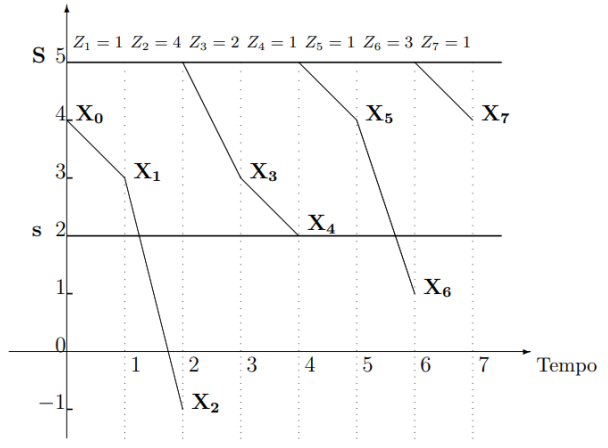 Z₁ = 1 Z₂ = 4 Z₃ = 2 Z₄ = 1 Z₅ = 1 Z₆ = 3 Z₇ = 1
S 5
4 X₀ X₅ X₇
3 X₁ X₃
s 2 X₄
1 X₆
0
1 2 3 4 5 6 7 Tempo
−1 X₂